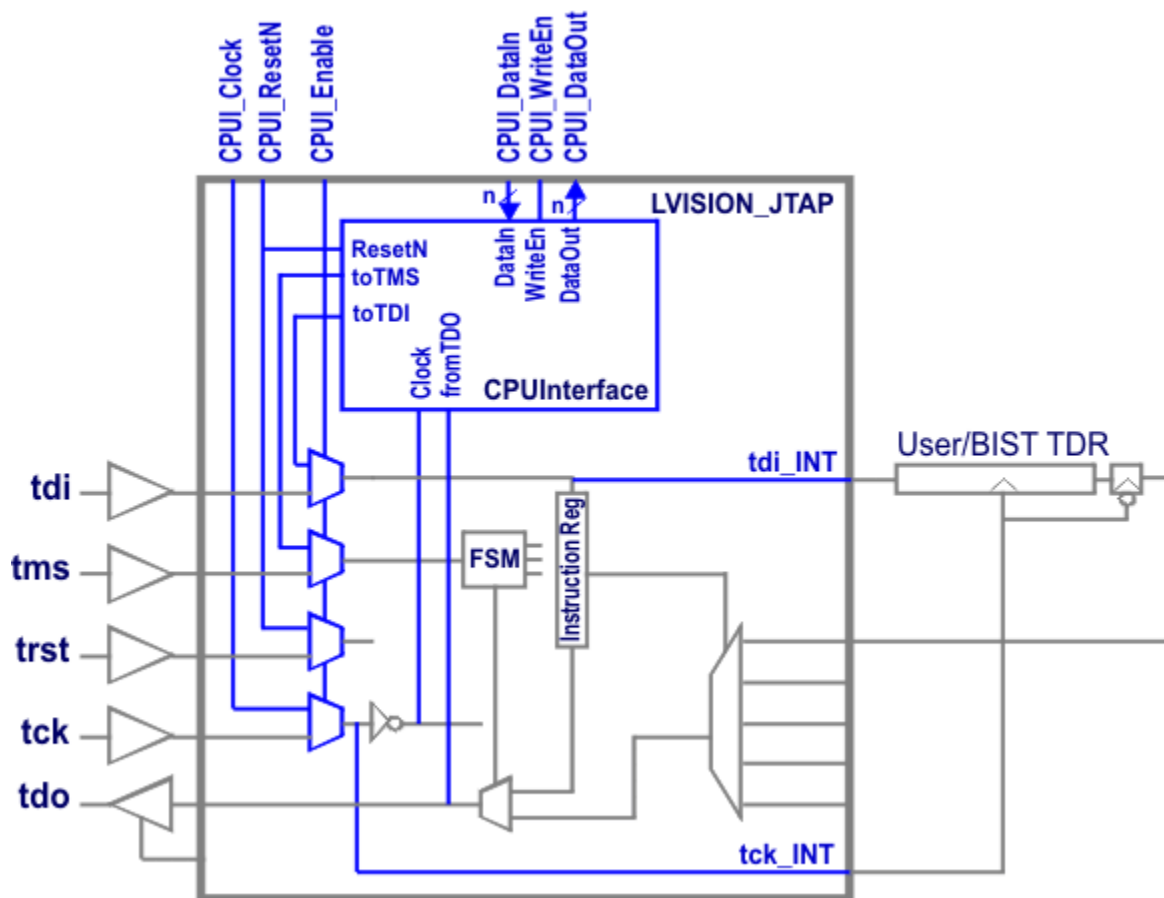 CPUI_Clock
CPUI_ResetN
CPUI_Enable
CPUI_DataIn
CPUI_WriteEn
CPUI_DataOut
n
n
LVISION_JTAP
ResetN
toTMS
toTDI
DataIn
WriteEn
DataOut
Clock
fromTDO
CPUInterface
tdi
tdi_INT
User/BIST TDR
tms
FSM
Instruction Reg
trst
tck
tdo
tck_INT